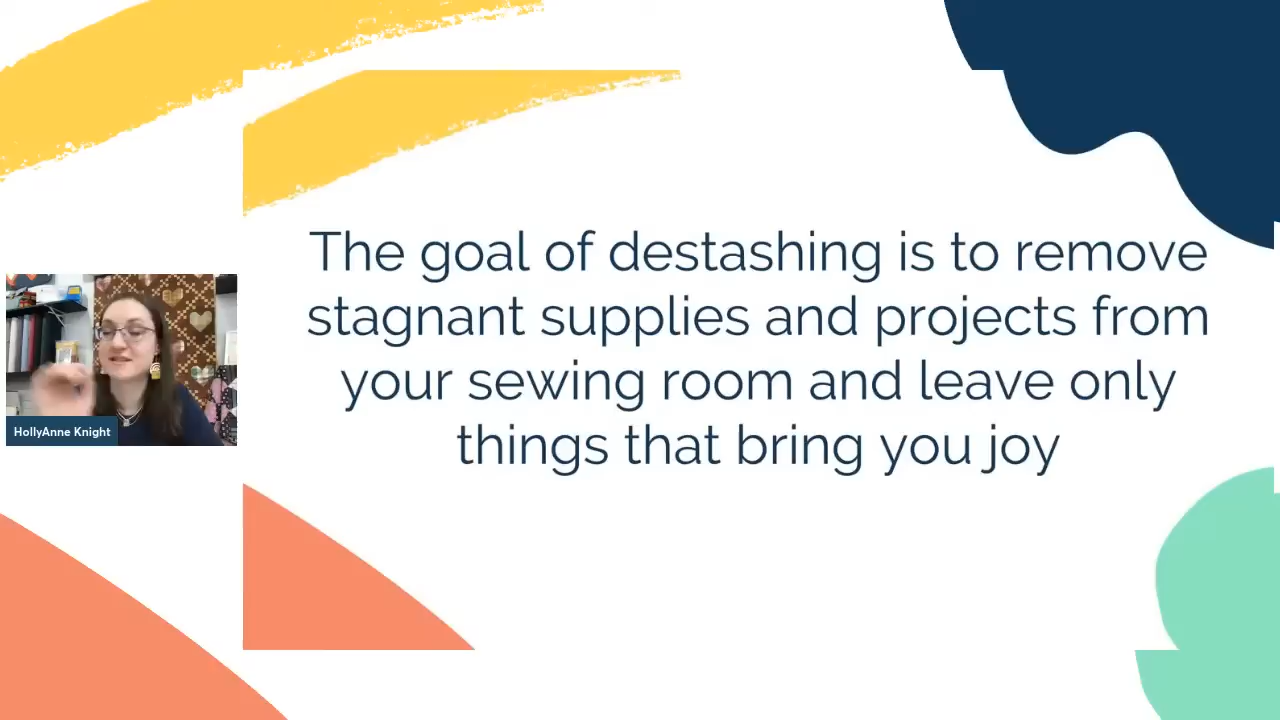 The goal of destashing is to remove
stagnant supplies and projects from
your sewing room and leave only
things that bring you joy
HollyAnne Knight